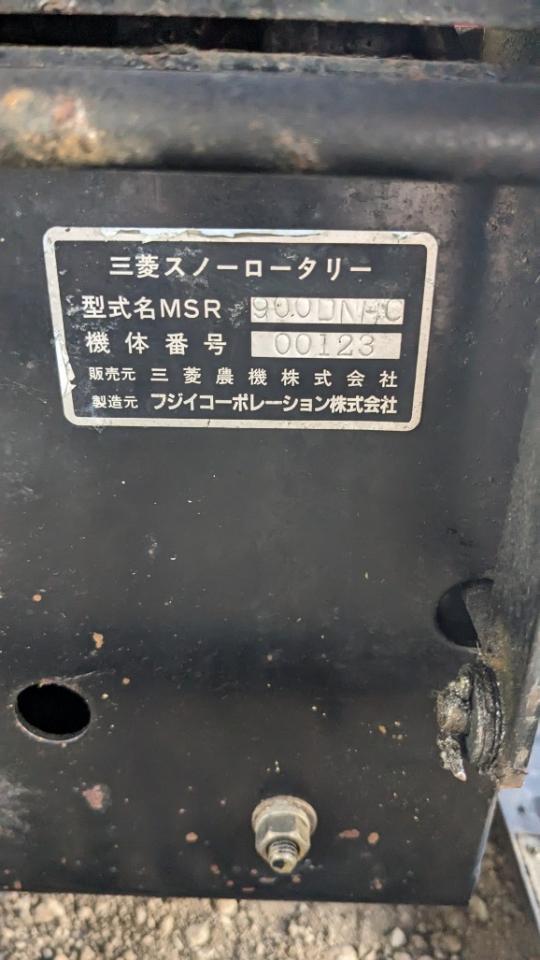 三菱スノーロータリー
型式名MSR
機体番号 00123
販売元 三菱農機株式会社
製造元 フジイコーポレーション株式会社